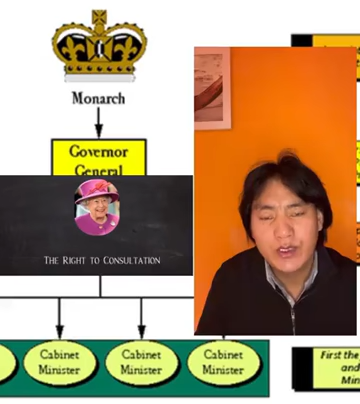 Monarch
Governor
General
THE RIGHT TO CONSULTATION
Cabinet
Minister
Cabinet
Minister
Cabinet
Minister
First the
and
Min